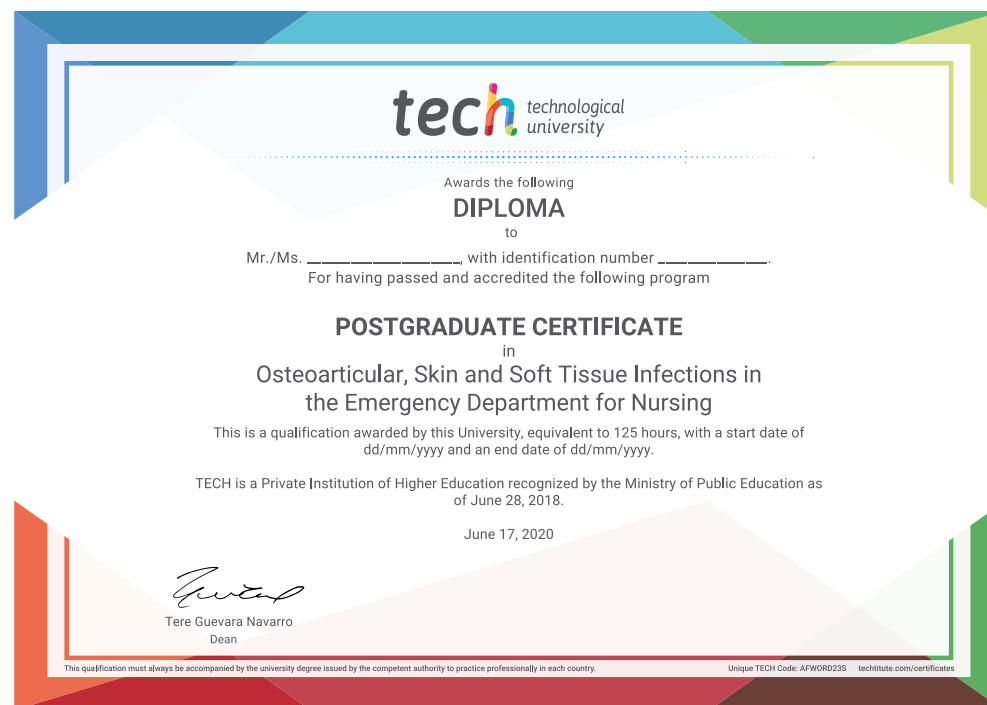 tech technological
university
Awards the following
DIPLOMA
to
Mr./Ms. ____________________, with identification number ______________.
For having passed and accredited the following program
POSTGRADUATE CERTIFICATE
in
Osteoarticular, Skin and Soft Tissue Infections in
the Emergency Department for Nursing
This is a qualification awarded by this University, equivalent to 125 hours, with a start date of
dd/mm/yyyy and an end date of dd/mm/yyyy.
TECH is a Private Institution of Higher Education recognized by the Ministry of Public Education as
of June 28, 2018.
June 17, 2020
Tere Guevara Navarro
Dean
This qualification must always be accompanied by the university degree issued by the competent authority to practice professionally in each country. Unique TECH Code: AFWORD23S techtitute.com/certificates